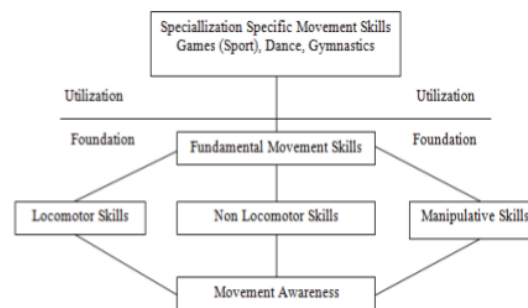 Speciallization Specific Movement Skills
Games (Sport), Dance, Gymnastics
Utilization Utilization
Foundation Foundation
Fundamental Movement Skills
Locomotor Skills Non Locomotor Skills Manipulative Skills
Movement Awareness